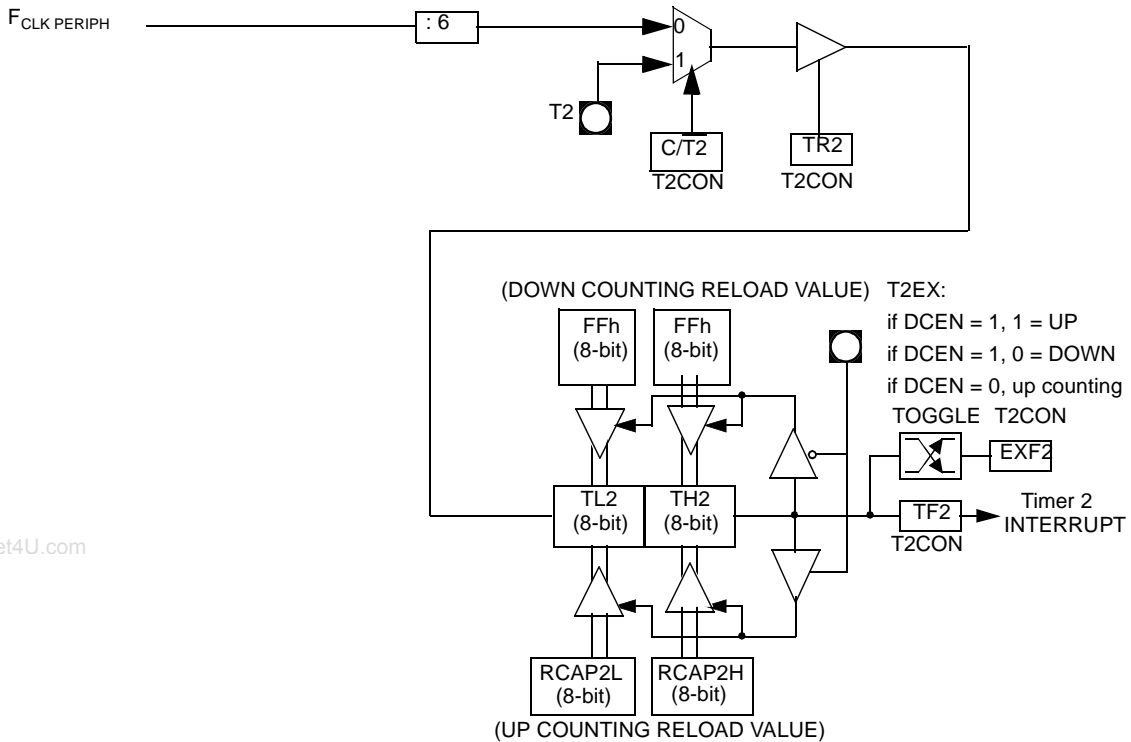 FCLK PERIPH
: 6
0
1
T2
C/T2
TR2
T2CON
T2CON
(DOWN COUNTING RELOAD VALUE)
T2EX:
if DCEN = 1, 1 = UP
if DCEN = 1, 0 = DOWN
if DCEN = 0, up counting
FFh
(8-bit)
FFh
(8-bit)
TOGGLE
T2CON
EXF2
TL2
(8-bit)
TH2
(8-bit)
TF2
T2CON
Timer 2
INTERRUPT
et4U.com
RCAP2L
(8-bit)
RCAP2H
(8-bit)
(UP COUNTING RELOAD VALUE)